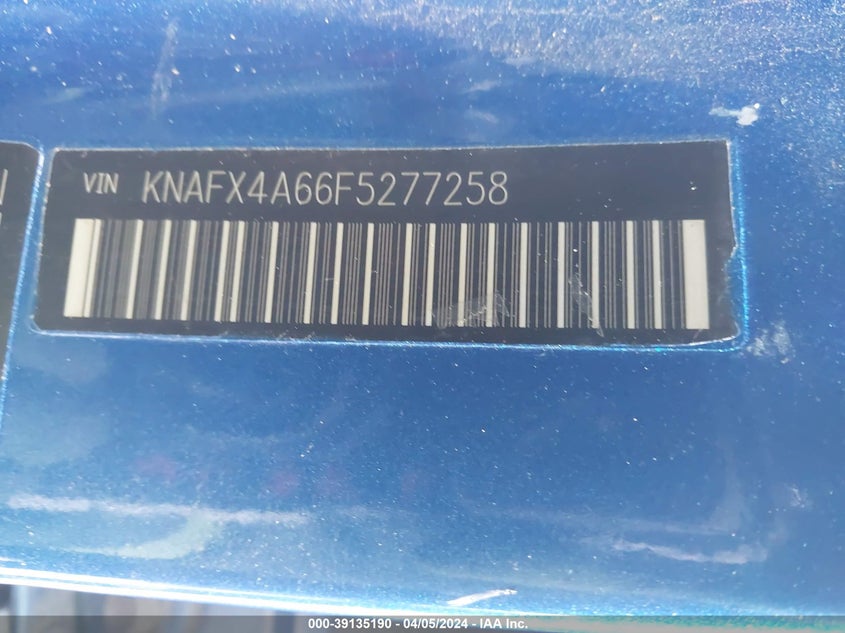 VIN KNAFX4A66F5277258
000-39135190 - 04/05/2024 - IAA Inc.